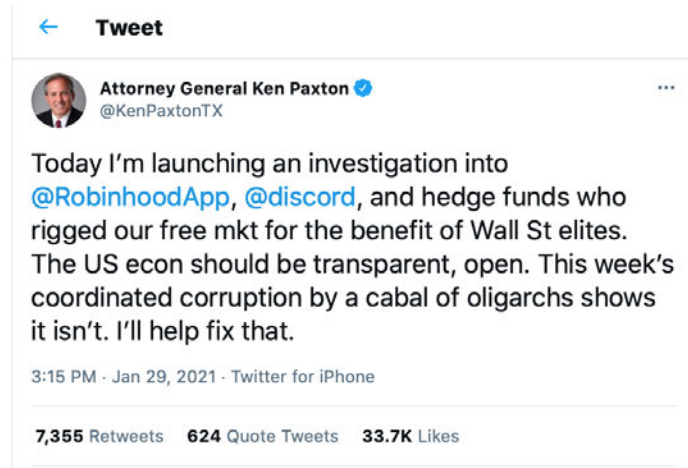 ← Tweet
Attorney General Ken Paxton
@KenPaxtonTX
Today I’m launching an investigation into
@RobinhoodApp, @discord, and hedge funds who
rigged our free mkt for the benefit of Wall St elites.
The US econ should be transparent, open. This week’s
coordinated corruption by a cabal of oligarchs shows
it isn’t. I’ll help fix that.
3:15 PM · Jan 29, 2021 · Twitter for iPhone
7,355 Retweets 624 Quote Tweets 33.7K Likes